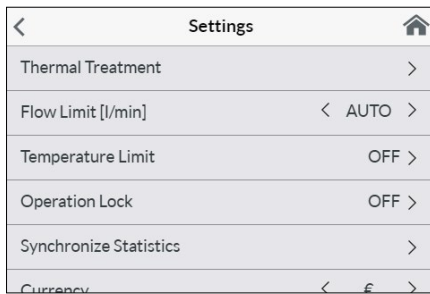 Settings
Thermal Treatment
Flow Limit [l/min] < AUTO >
Temperature Limit OFF >
Operation Lock OFF >
Synchronize Statistics
Currency < € >